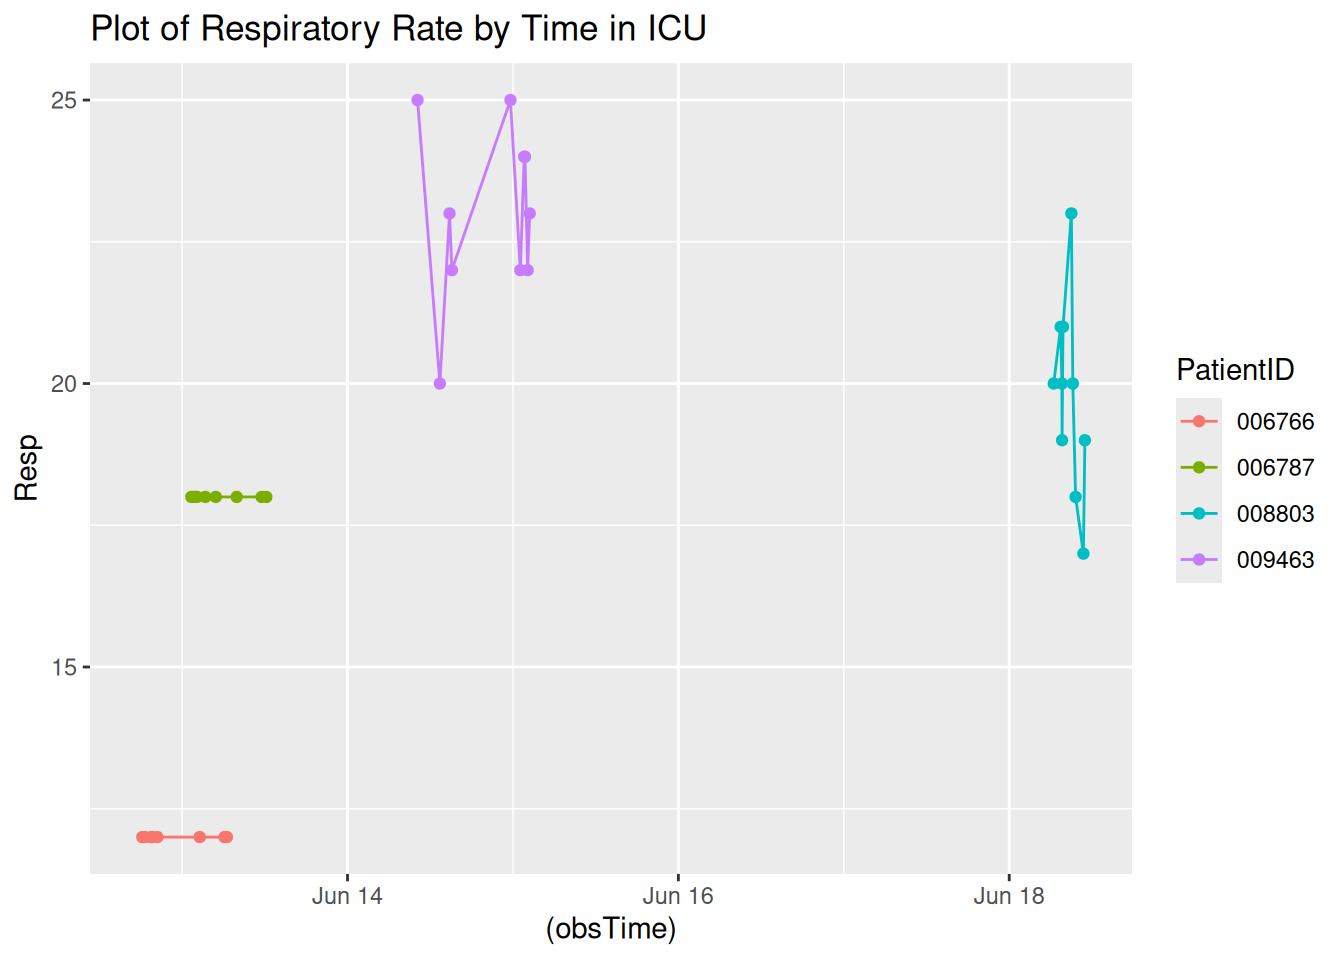 Plot of Respiratory Rate by Time in ICU
25
20
15
Resp
Jun 14
Jun 16
Jun 18
(obsTime)
PatientID
006766
006787
008803
009463